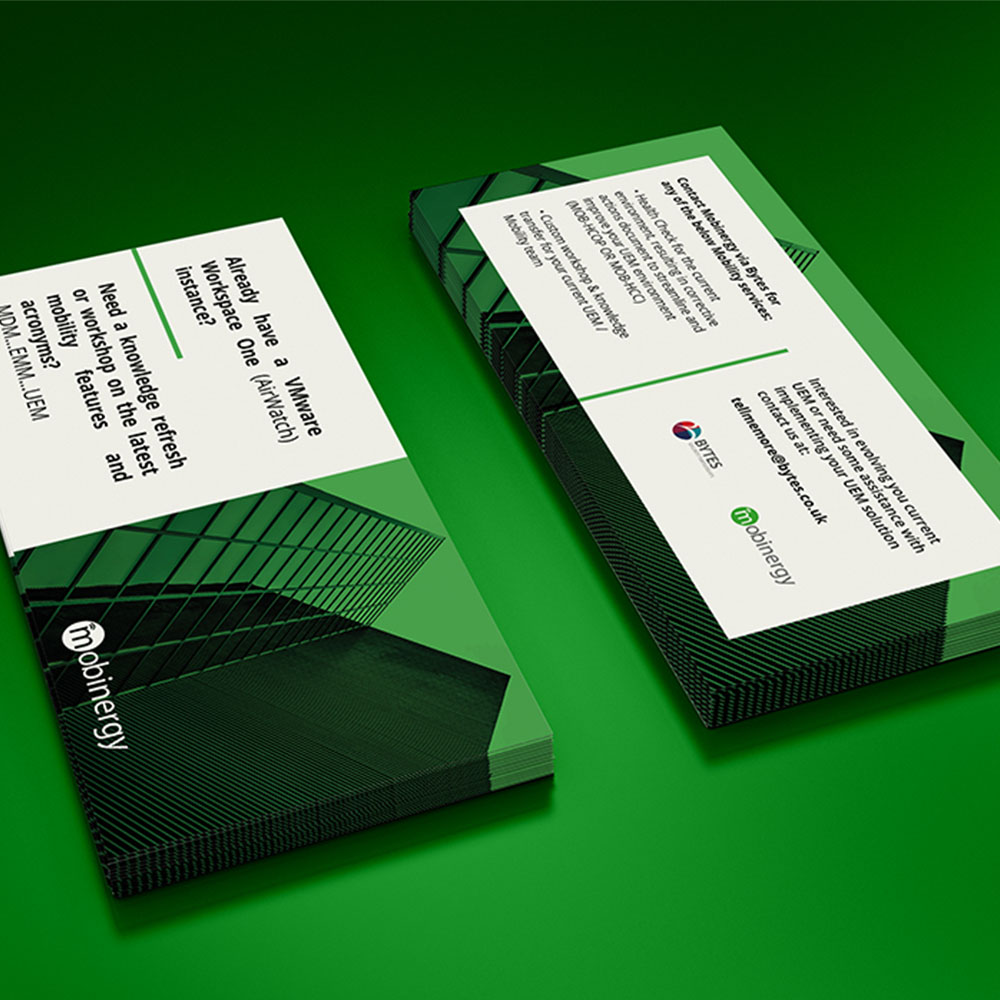 Already have a VMware
Workspace One (AirWatch)
instance?
Need a knowledge refresh
or workshop on the latest
mobility features and
acronyms?
MDM...EMM...UEM
mobinergy
Contact Mobinergy via Bytes for
any of the below Mobility services:
• Health Check for the current
environment, resulting in corrective
actions document to streamline and
improve your UEM environment
(MOB-HCOP OR MOB-HCC)
• Custom workshop & knowledge
transfer for your current UEM /
Mobility team
Interested in evolving you current
UEM or need some assistance with
implementing your UEM solution
contact us at:
tellmemore@bytes.co.uk
BYTES
mobinergy